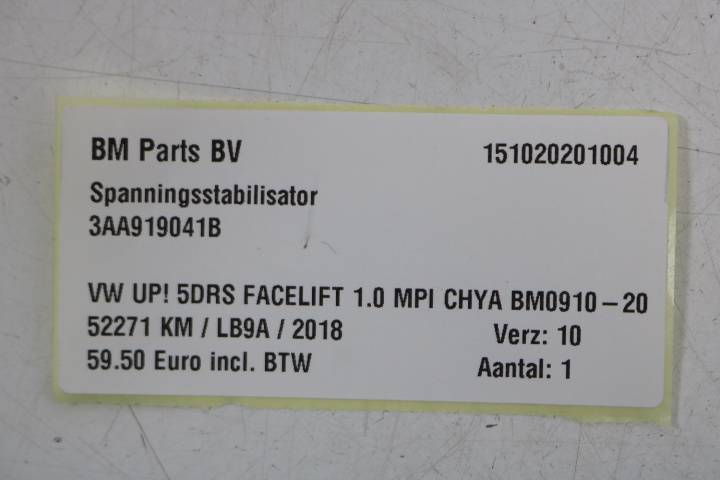 BM Parts BV 151020201004
Spanningsstabilisator
3AA919041B
VW UP! 5DRS FACELIFT 1.0 MPI CHYA BM0910-20
52271 KM / LB9A / 2018 Verz: 10
59.50 Euro incl. BTW Aantal: 1